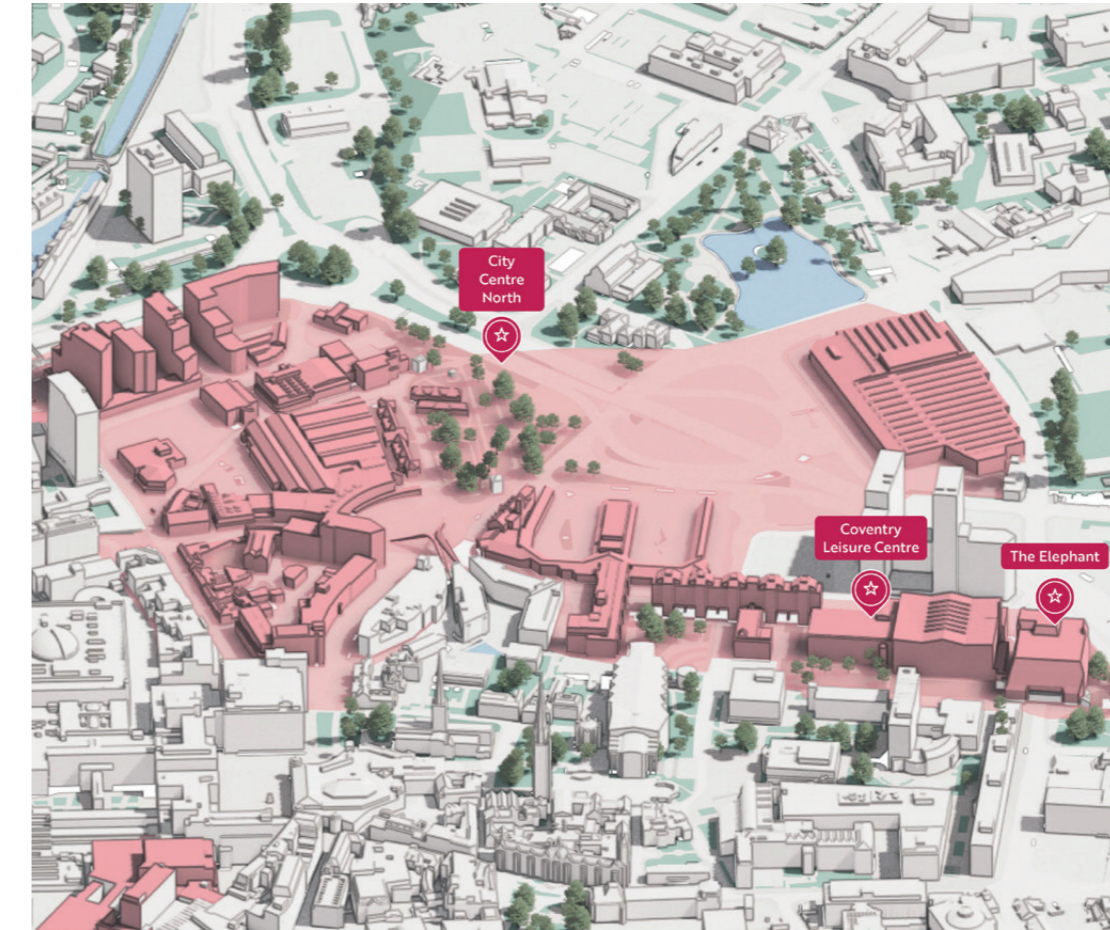 City
Centre
North
Coventry
Leisure Centre
The Elephant